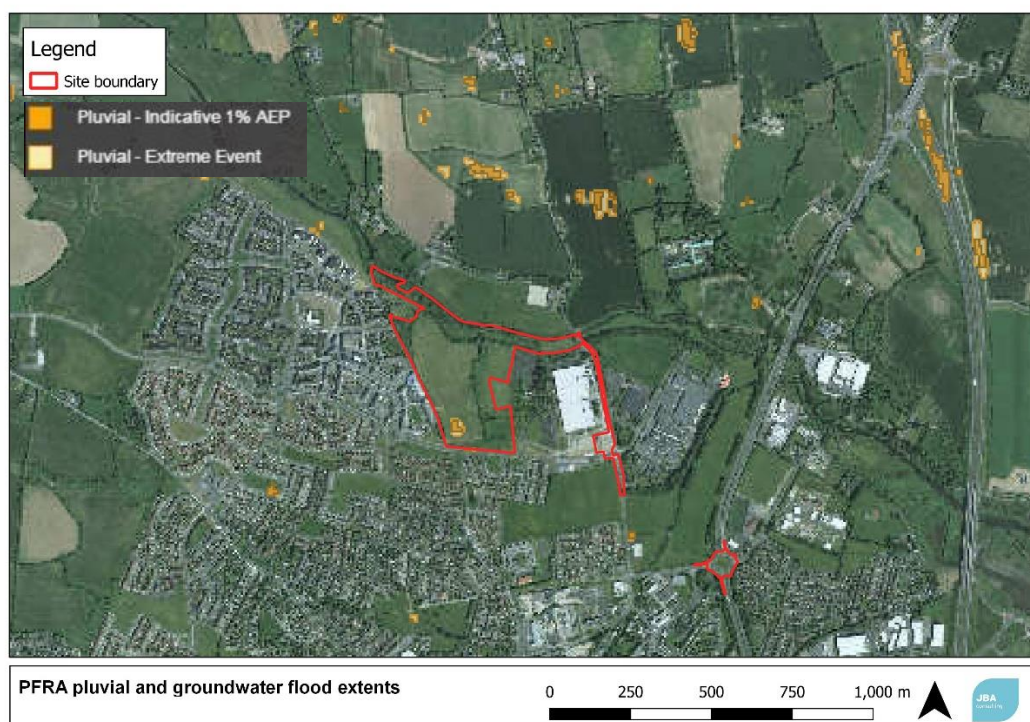 Legend
Site boundary
Pluvial - Indicative 1% AEP
Pluvial - Extreme Event
PFRA pluvial and groundwater flood extents
0 250 500 750 1,000 m
JBA
consulting